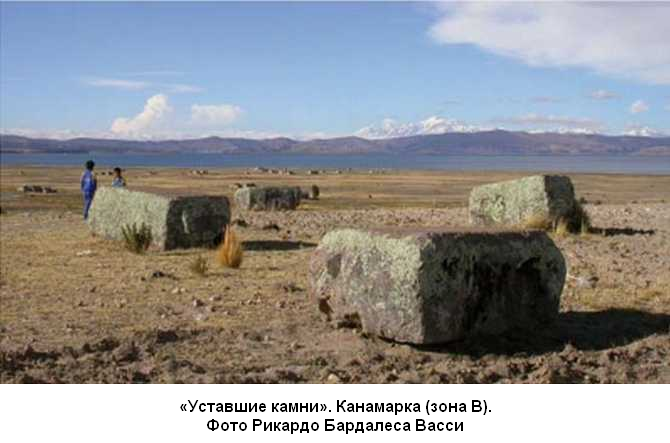 «Уставшие камни». Канамарка (зона В).
Фото Рикардо Бардалеса Васси